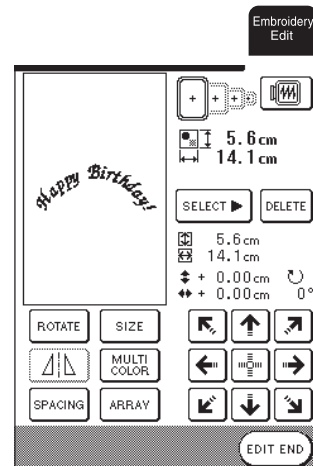 Embroidery
Edit
5.6cm
14.1cm
Happy Birthday!
SELECT ▶ DELETE
5.6cm
14.1cm
+ 0.00cm
+ 0.00cm 0°
ROTATE SIZE
MULTI
COLOR
SPACING ARRAY
EDIT END